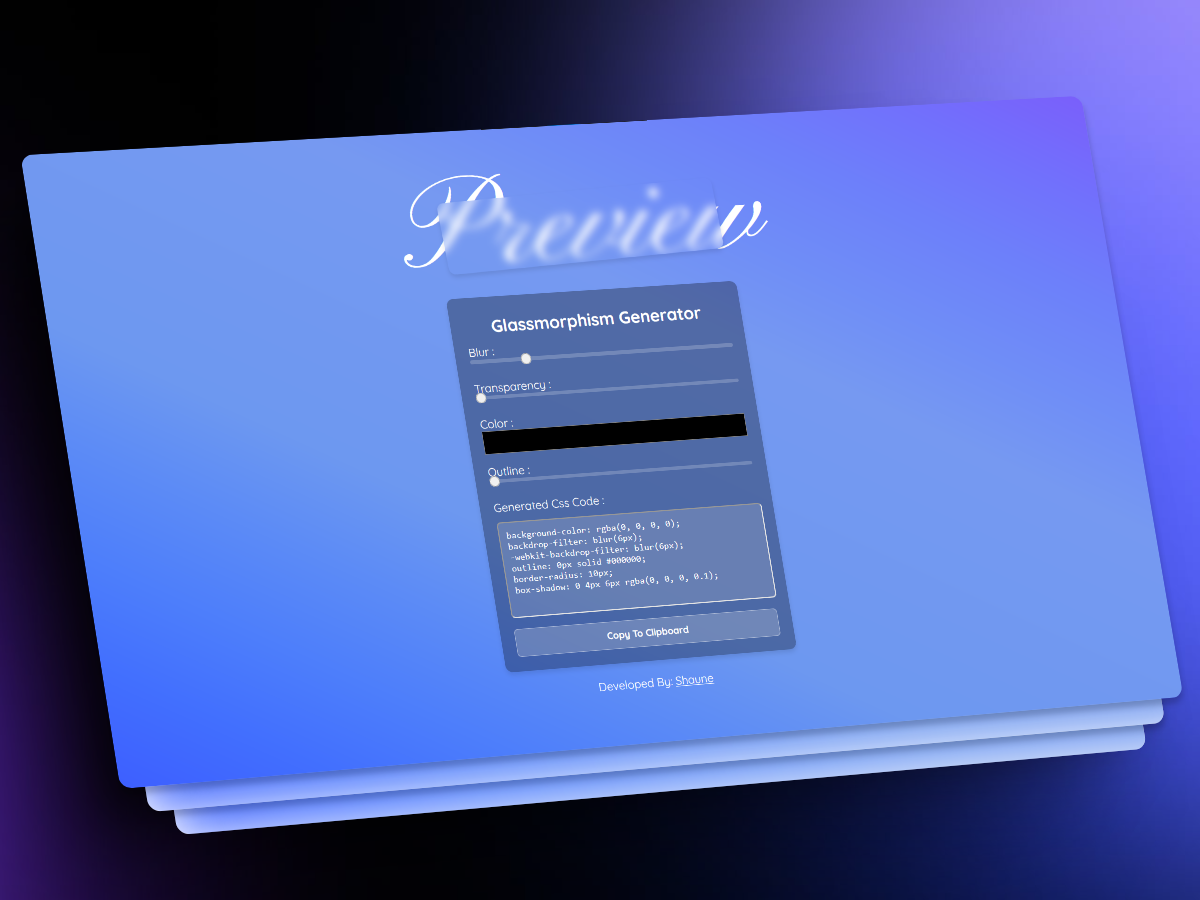 Preview
Glassmorphism Generator
Blur :
Transparency :
Color :
Outline :
Generated Css Code :
background-color: rgba(0, 0, 0, 0);
backdrop-filter: blur(6px);
-webkit-backdrop-filter: blur(6px);
outline: 0px solid #000000;
border-radius: 10px;
box-shadow: 0 4px 6px rgba(0, 0, 0, 0.1);
Copy To Clipboard
Developed By: Shayne